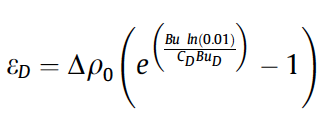 ε_D = Δρ_0 ( e^( (Bu ln(0.01)) / (C_D Bu_D) ) − 1 )